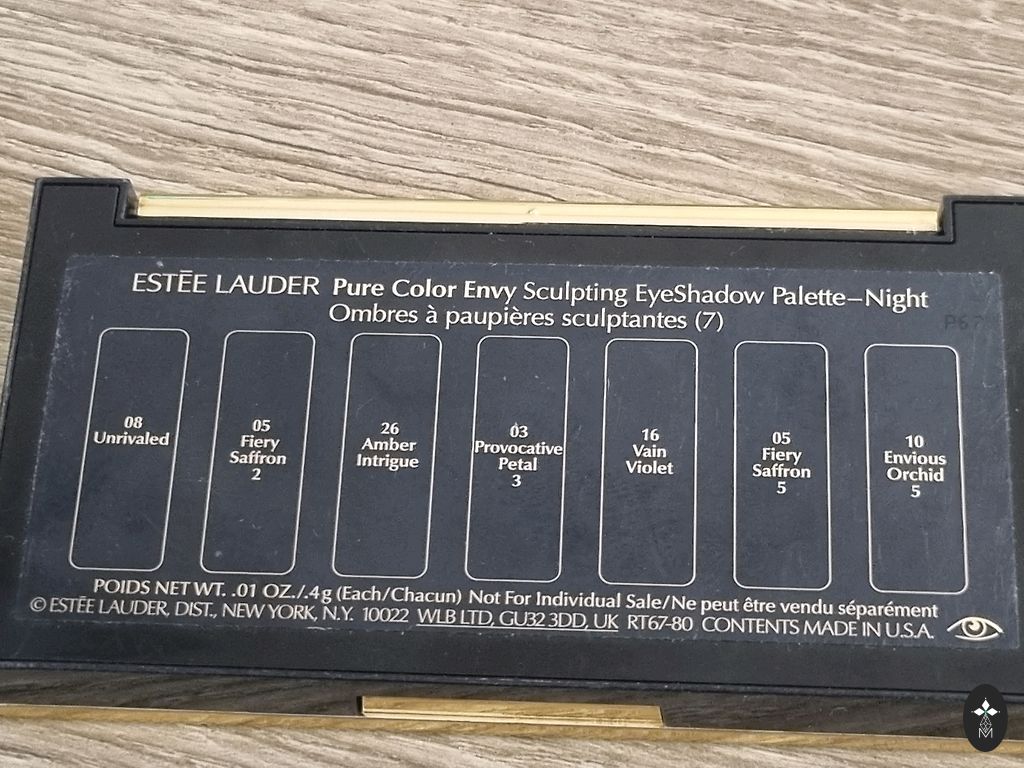 ESTĒE LAUDER Pure Color Envy Sculpting EyeShadow Palette–Night
Ombres à paupières sculptantes (7)
P67
08
Unrivaled
05
Fiery
Saffron
2
26
Amber
Intrigue
03
Provocative
Petal
3
16
Vain
Violet
05
Fiery
Saffron
5
10
Envious
Orchid
5
POIDS NET WT. .01 OZ./.4g (Each/Chacun) Not For Individual Sale/Ne peut être vendu séparément
© ESTĒE LAUDER, DIST., NEW YORK, N.Y. 10022 WLB LTD, GU32 3DD, UK RT67-80 CONTENTS MADE IN U.S.A.
M